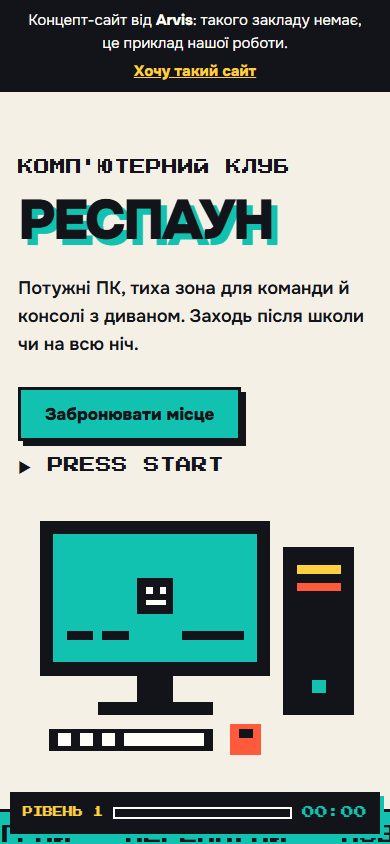 Концепт-сайт від Arvis: такого закладу немає,
це приклад нашої роботи.
Хочу такий сайт
КОМП'ЮТЕРНИЙ КЛУБ
РЕСПАУН
Потужні ПК, тиха зона для команди й
консолі з диваном. Заходь після школи
чи на всю ніч.
Забронювати місце
▶ PRESS START
РІВЕНЬ 1 00:00